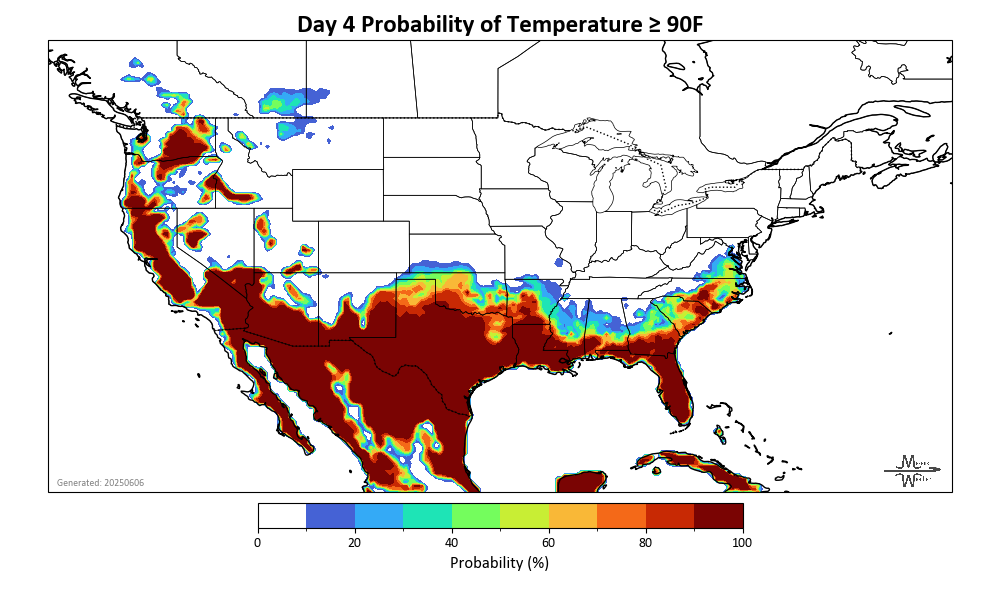 Day 4 Probability of Temperature ≥ 90F
Generated: 20250606
0 20 40 60 80 100
Probability (%)